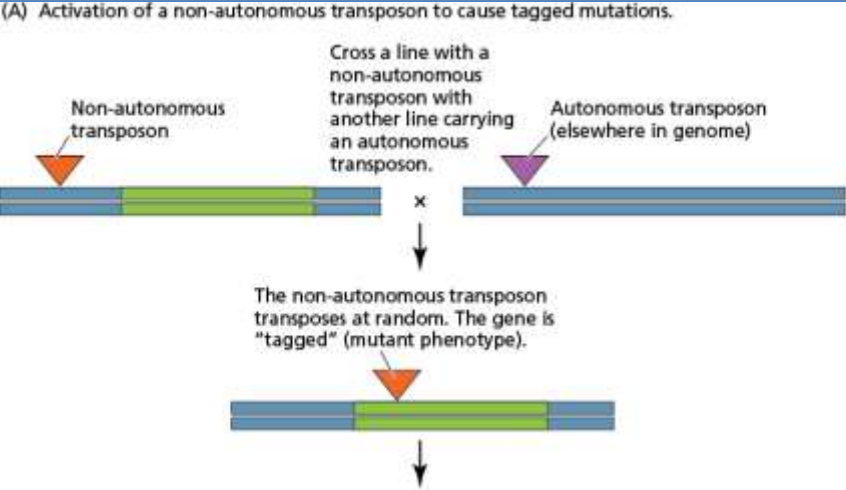 (A) Activation of a non-autonomous transposon to cause tagged mutations.
Cross a line with a
non-autonomous
transposon with
another line carrying
an autonomous
transposon.
Non-autonomous
transposon
Autonomous transposon
(elsewhere in genome)
×
The non-autonomous transposon
transposes at random. The gene is
"tagged" (mutant phenotype).